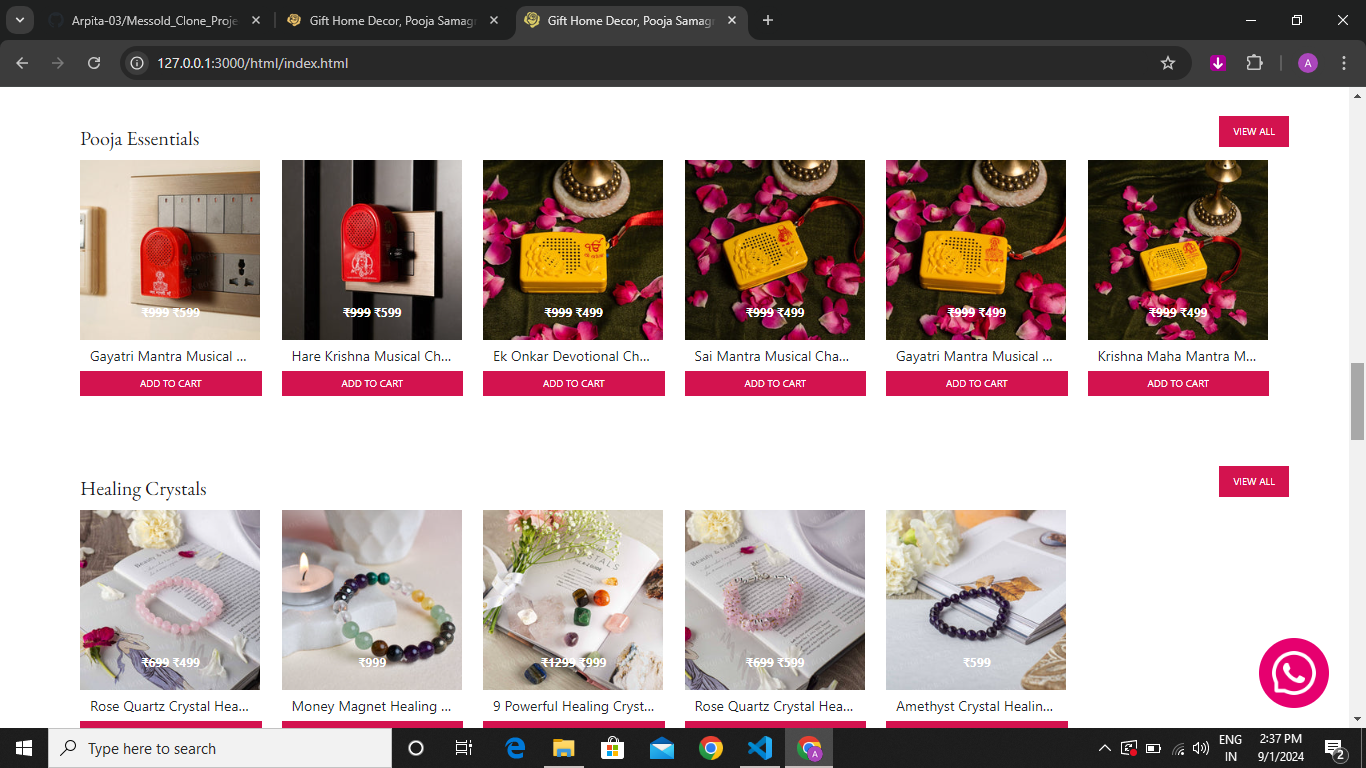 Arpita-03/Messold_Clone_Proje
Gift Home Decor, Pooja Samagr
Gift Home Decor, Pooja Samagr
127.0.0.1:3000/html/index.html
A
Pooja Essentials
VIEW ALL
₹999 ₹599
₹999 ₹599
₹999 ₹499
₹999 ₹499
₹999 ₹499
₹999 ₹499
Gayatri Mantra Musical ...
Hare Krishna Musical Ch...
Ek Onkar Devotional Ch...
Sai Mantra Musical Cha...
Gayatri Mantra Musical ...
Krishna Maha Mantra M...
ADD TO CART
ADD TO CART
ADD TO CART
ADD TO CART
ADD TO CART
ADD TO CART
Healing Crystals
VIEW ALL
₹699 ₹499
₹999
₹1299 ₹999
₹699 ₹599
₹599
Rose Quartz Crystal Hea...
Money Magnet Healing ...
9 Powerful Healing Cryst...
Rose Quartz Crystal Hea...
Amethyst Crystal Healin...
Type here to search
A
ENG
IN
2:37 PM
9/1/2024
2